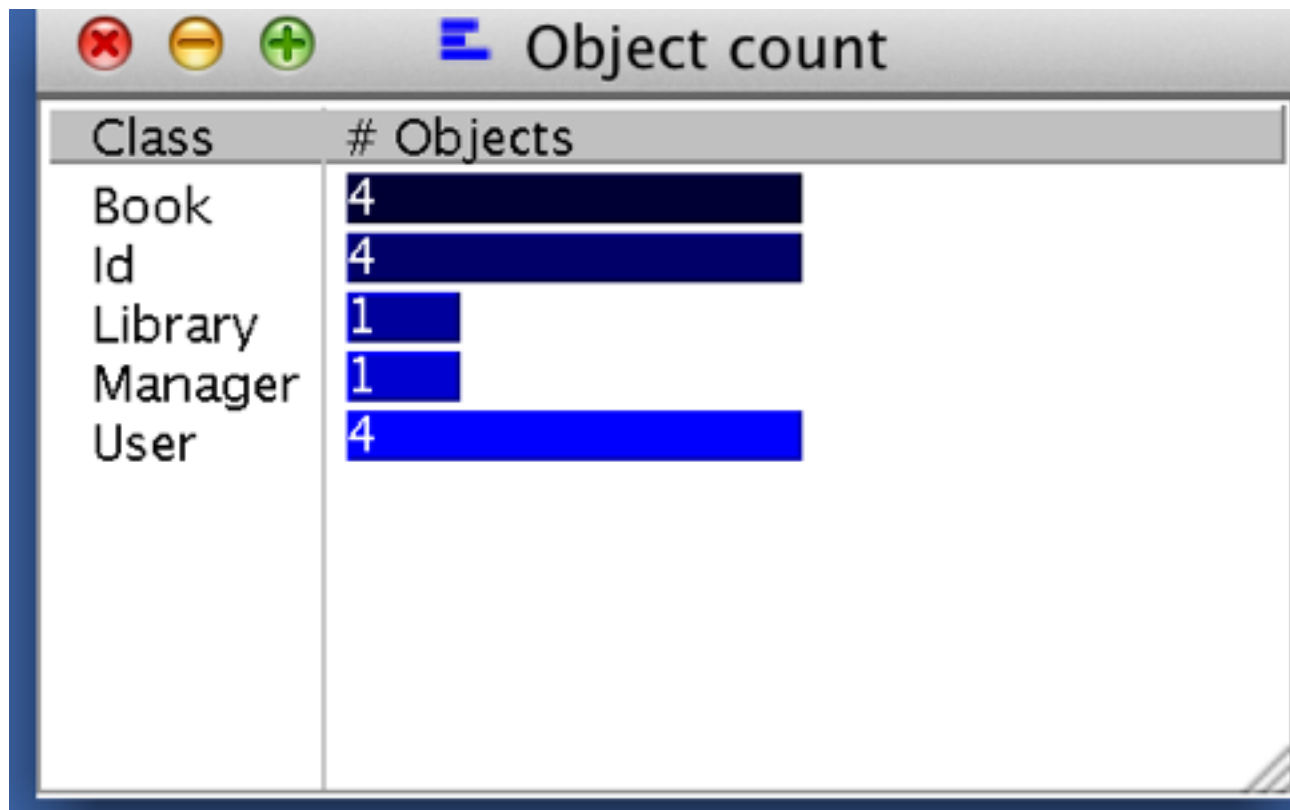 Object count
Class # Objects
Book 4
Id 4
Library 1
Manager 1
User 4